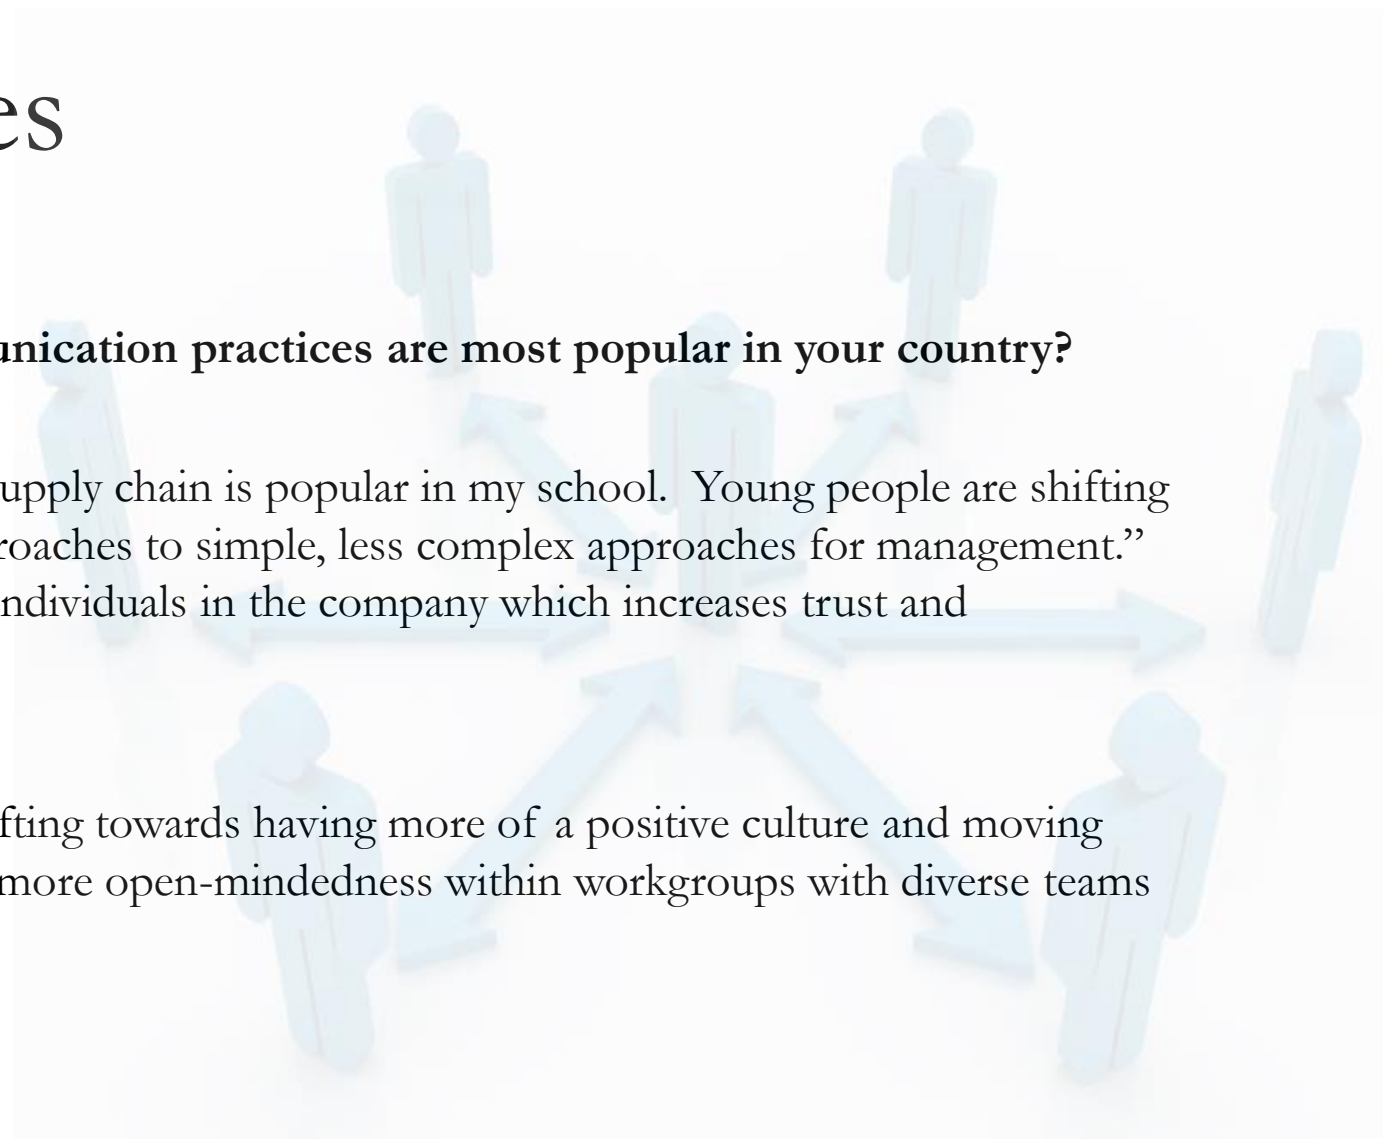 es
unication practices are most popular in your country?
upply chain is popular in my school.  Young people are shifting
roaches to simple, less complex approaches for management.”
ndividuals in the company which increases trust and
fting towards having more of a positive culture and moving
more open-mindedness within workgroups with diverse teams